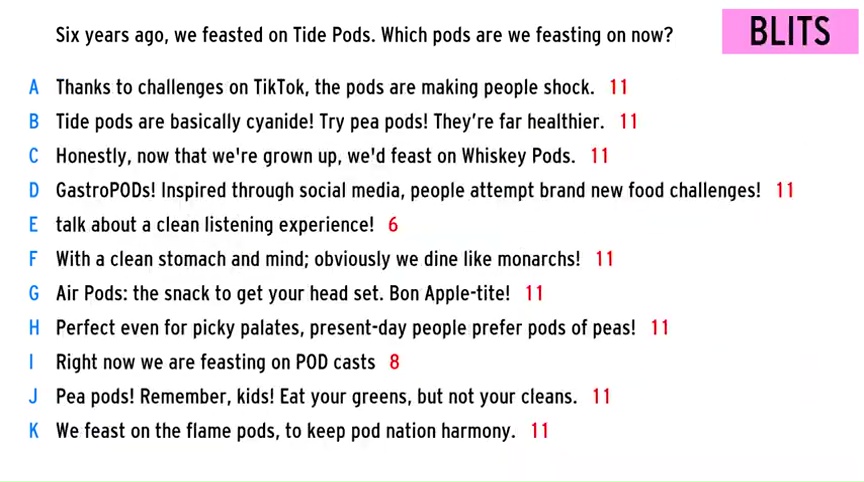 Six years ago, we feasted on Tide Pods. Which pods are we feasting on now?
BLITS
A Thanks to challenges on TikTok, the pods are making people shock. 11
B Tide pods are basically cyanide! Try pea pods! They're far healthier. 11
C Honestly, now that we're grown up, we'd feast on Whiskey Pods. 11
D GastroPODs! Inspired through social media, people attempt brand new food challenges! 11
E talk about a clean listening experience! 6
F With a clean stomach and mind; obviously we dine like monarchs! 11
G Air Pods: the snack to get your head set. Bon Apple-tite! 11
H Perfect even for picky palates, present-day people prefer pods of peas! 11
I Right now we are feasting on POD casts 8
J Pea pods! Remember, kids! Eat your greens, but not your cleans. 11
K We feast on the flame pods, to keep pod nation harmony. 11